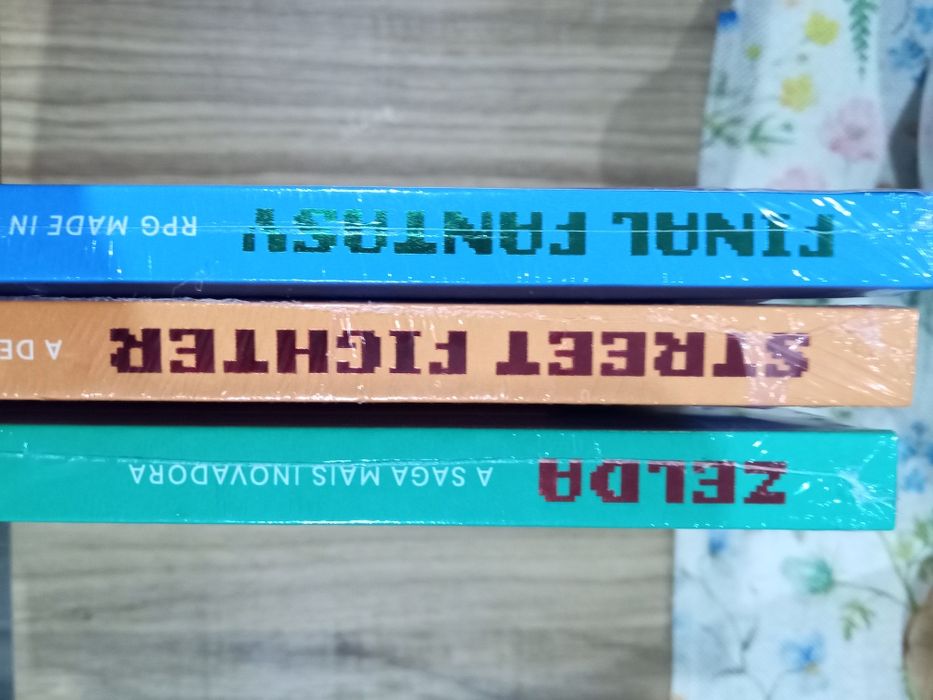 FINAL FANTASY RPG MADE IN
STREET FIGHTER A DE
ZELDA A SAGA MAIS INOVADORA